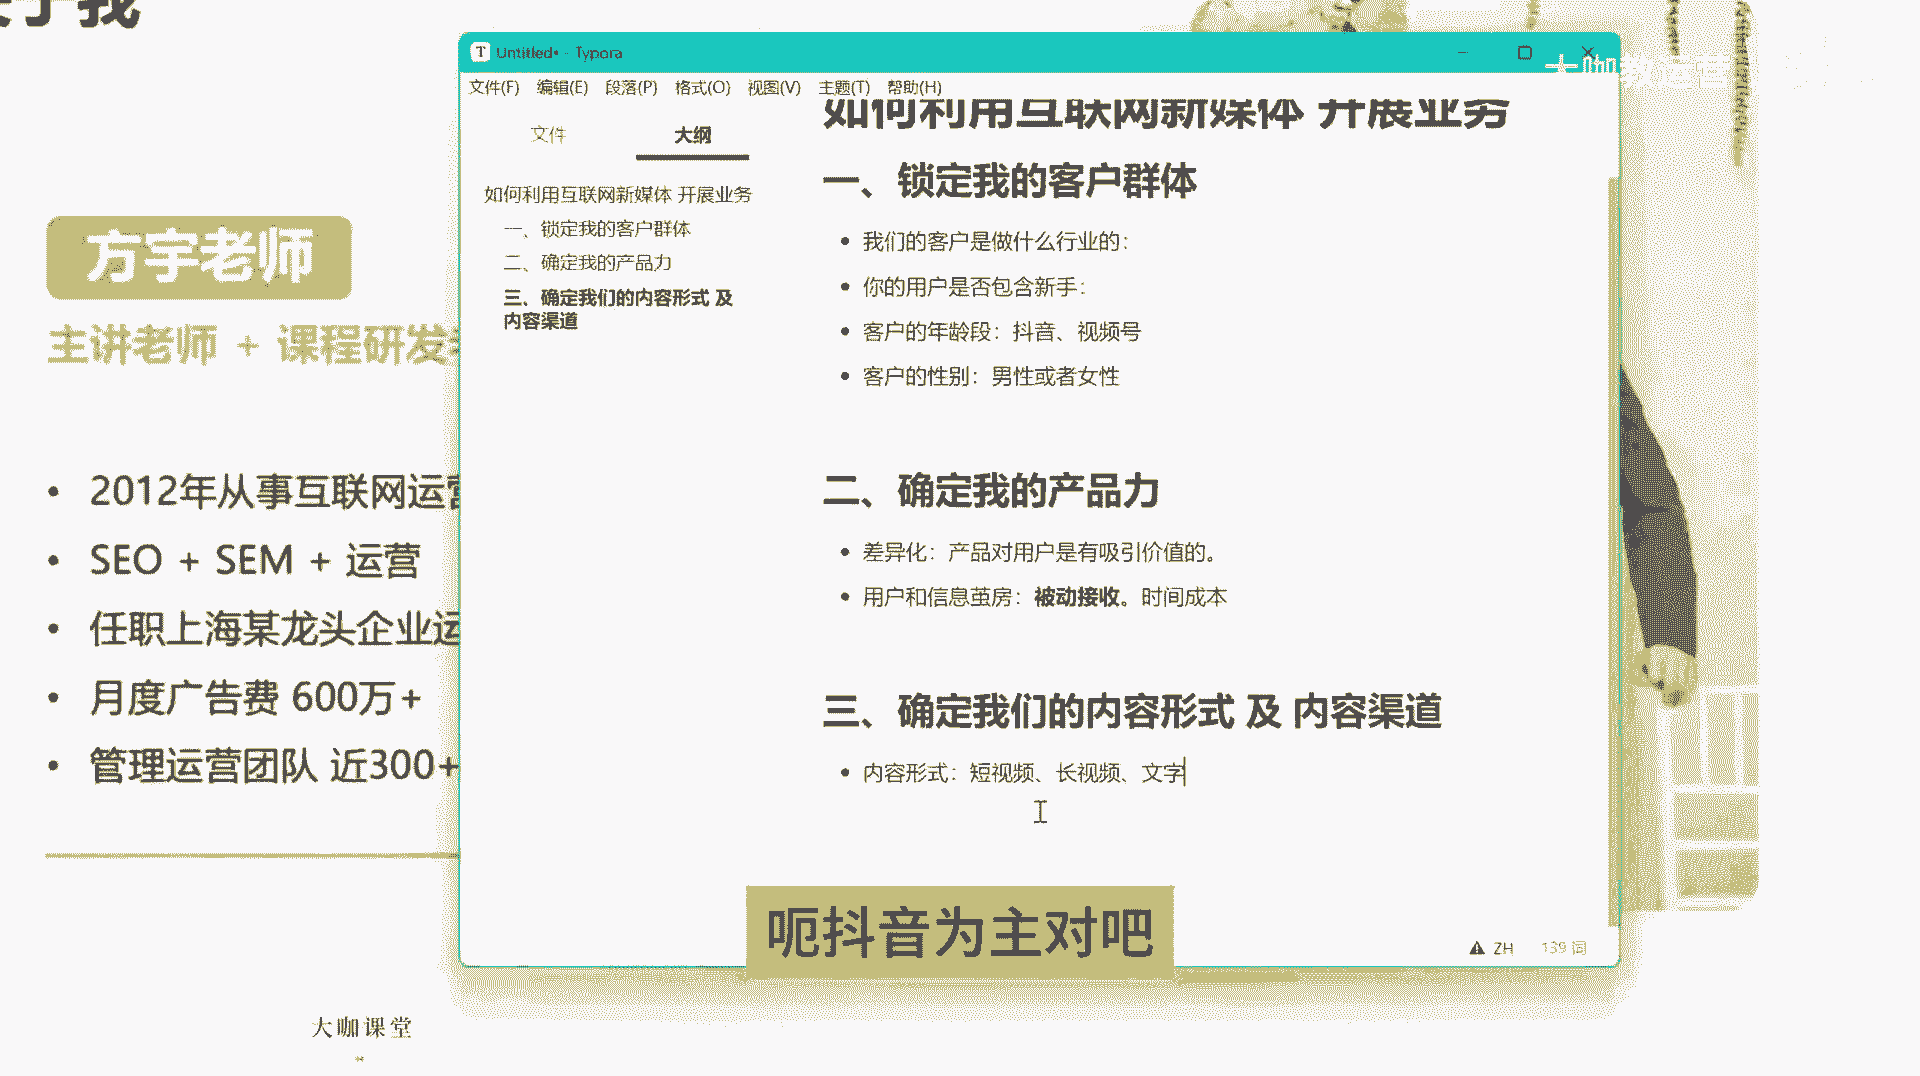 于我
方宇老师
主讲老师 + 课程研发
• 2012年从事互联网运营
• SEO + SEM + 运营
• 任职上海某龙头企业运
• 月度广告费 600万+
• 管理运营团队 近300+
大咖课堂
Untitled• - Typora
文件(F) 编辑(E) 段落(P) 格式(O) 视图(V) 主题(T) 帮助(H)
文件 大纲
如何利用互联网新媒体 开展业务
一、锁定我的客户群体
二、确定我的产品力
三、确定我们的内容形式 及
内容渠道
如何利用互联网新媒体 开展业务
一、锁定我的客户群体
• 我们的客户是做什么行业的：
• 你的用户是否包含新手：
• 客户的年龄段：抖音、视频号
• 客户的性别：男性或者女性
二、确定我的产品力
• 差异化：产品对用户是有吸引价值的。
• 用户和信息茧房：被动接收。时间成本
三、确定我们的内容形式 及 内容渠道
• 内容形式：短视频、长视频、文字
ZH 139 词
大咖教运营
呃抖音为主对吧